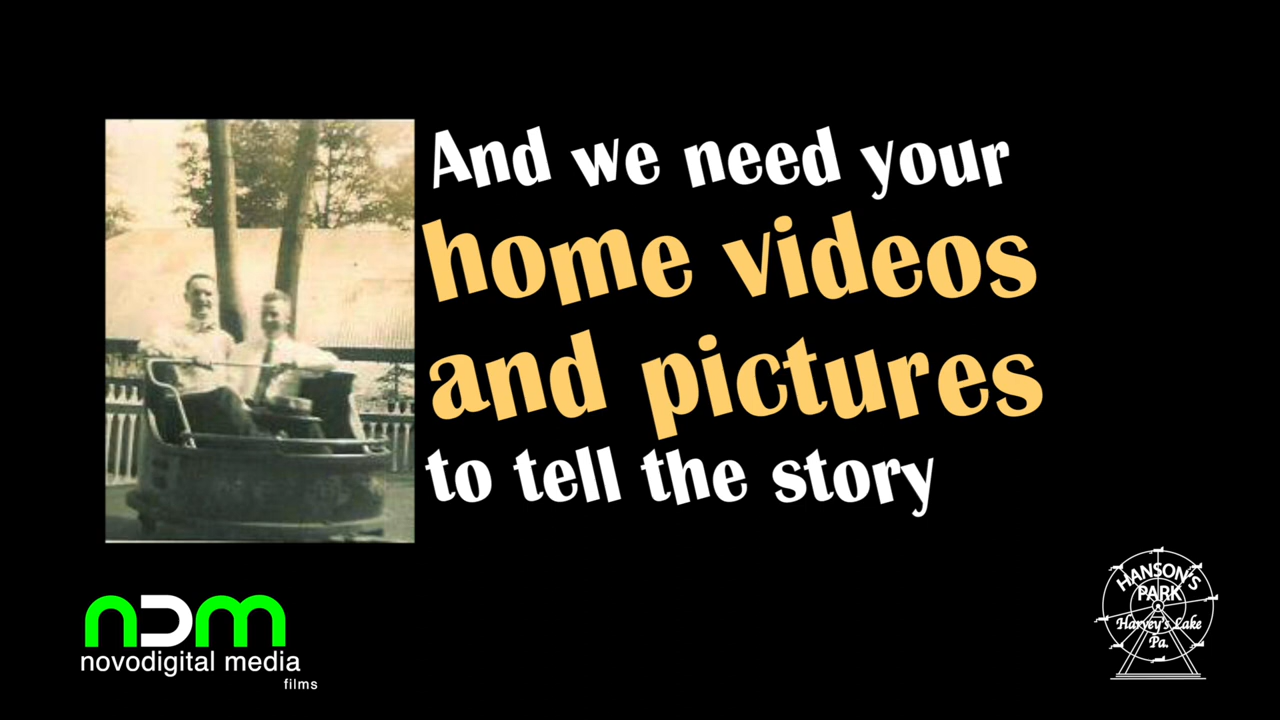 And we need your
home videos
and pictures
to tell the story
nDm
novodigital media
films
HANSON'S
PARK
Harvey's Lake
Pa.